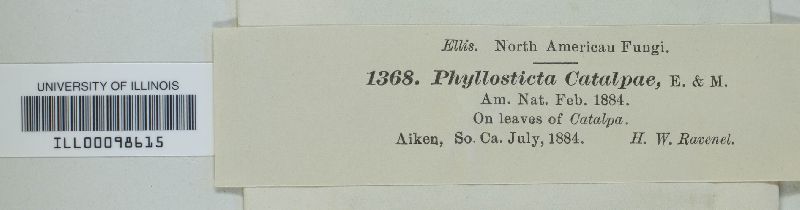 UNIVERSITY OF ILLINOIS
ILL00098615
Ellis. North American Fungi.
1368. Phyllosticta Catalpae, E. & M.
Am. Nat. Feb. 1884.
On leaves of Catalpa.
Aiken, So. Ca. July, 1884. H. W. Ravenel.